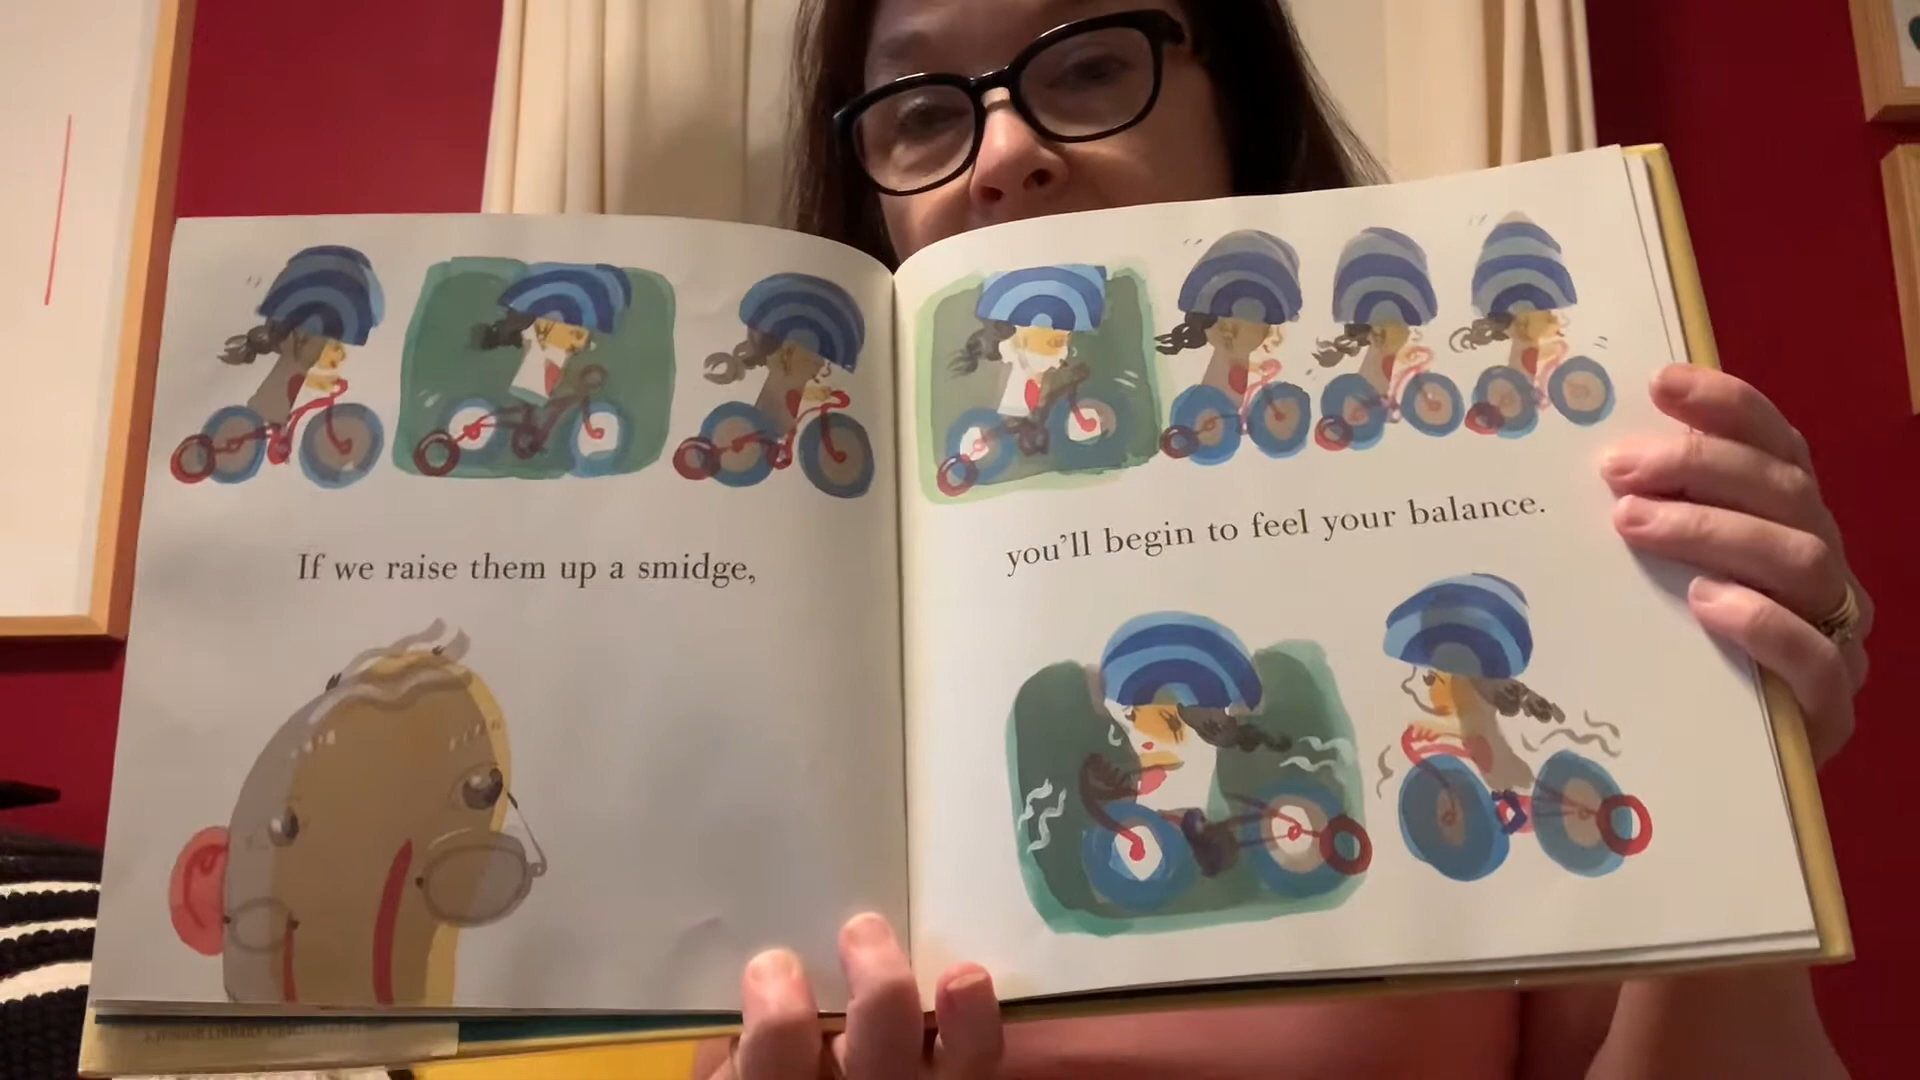 If we raise them up a smidge,
you'll begin to feel your balance.